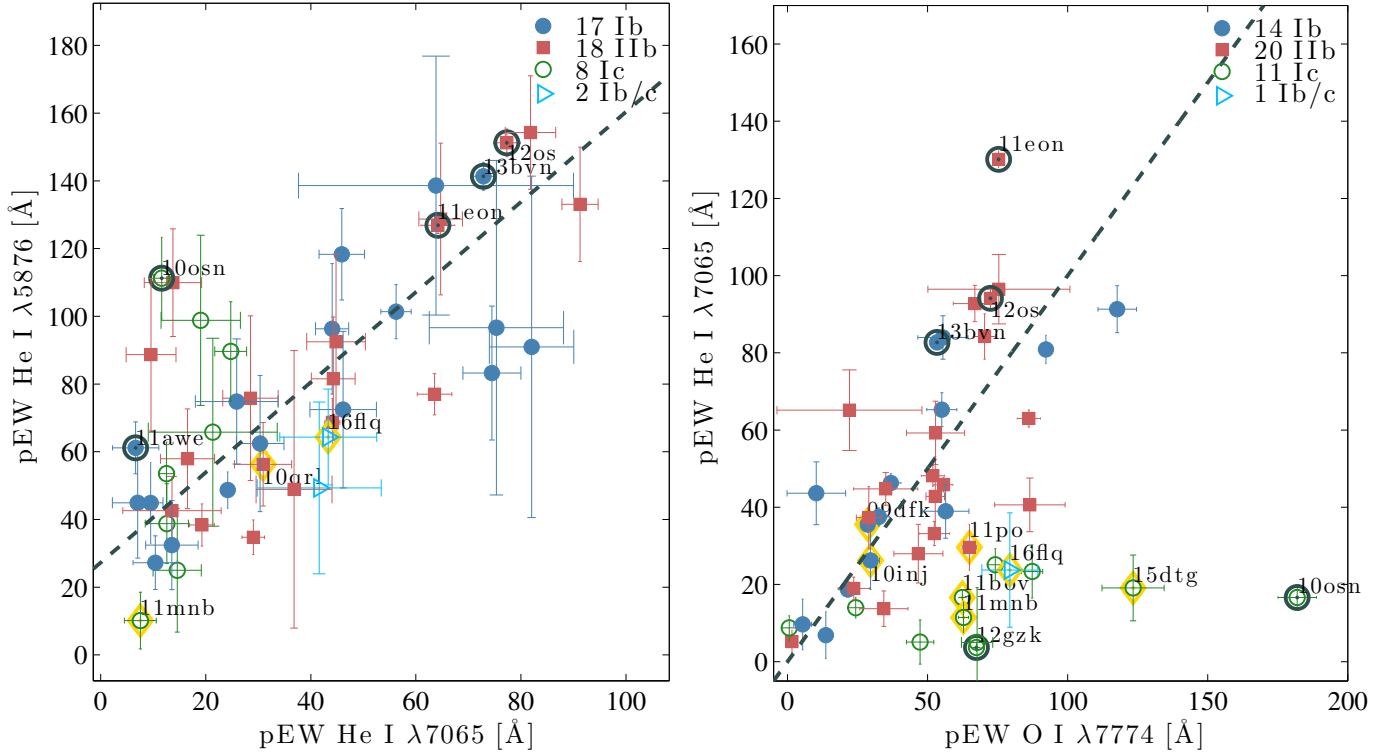 180
160
140
120
100
80
60
40
20
0
0
20
40
60
80
100
pEW He I λ5876 [Å]
pEW He I λ7065 [Å]
17 Ib
18 IIb
8 Ic
2 Ib/c
12os
13bvn
11eon
10osn
11awe
16flq
10qrl
11mnb
160
140
120
100
80
60
40
20
0
0
50
100
150
200
pEW He I λ7065 [Å]
pEW O I λ7774 [Å]
14 Ib
20 IIb
11 Ic
1 Ib/c
11eon
12os
13bvn
09dfk
11po
16flq
10inj
11bov
15dtg
10osn
11mnb
12gzk